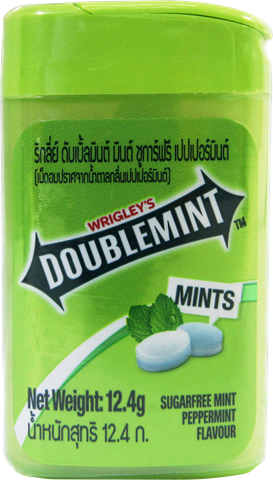 ริกลี่ย์ ดับเบิ้ลมินต์ มินต์ ชูการ์ฟรี เปปเปอร์มินต์
(เม็ดอมปราศจากน้ำตาลกลิ่นเปปเปอร์มินต์)
WRIGLEY'S
DOUBLEMINT™
MINTS
Net Weight: 12.4g
น้ำหนักสุทธิ 12.4 ก.
SUGARFREE MINT
PEPPERMINT
FLAVOUR